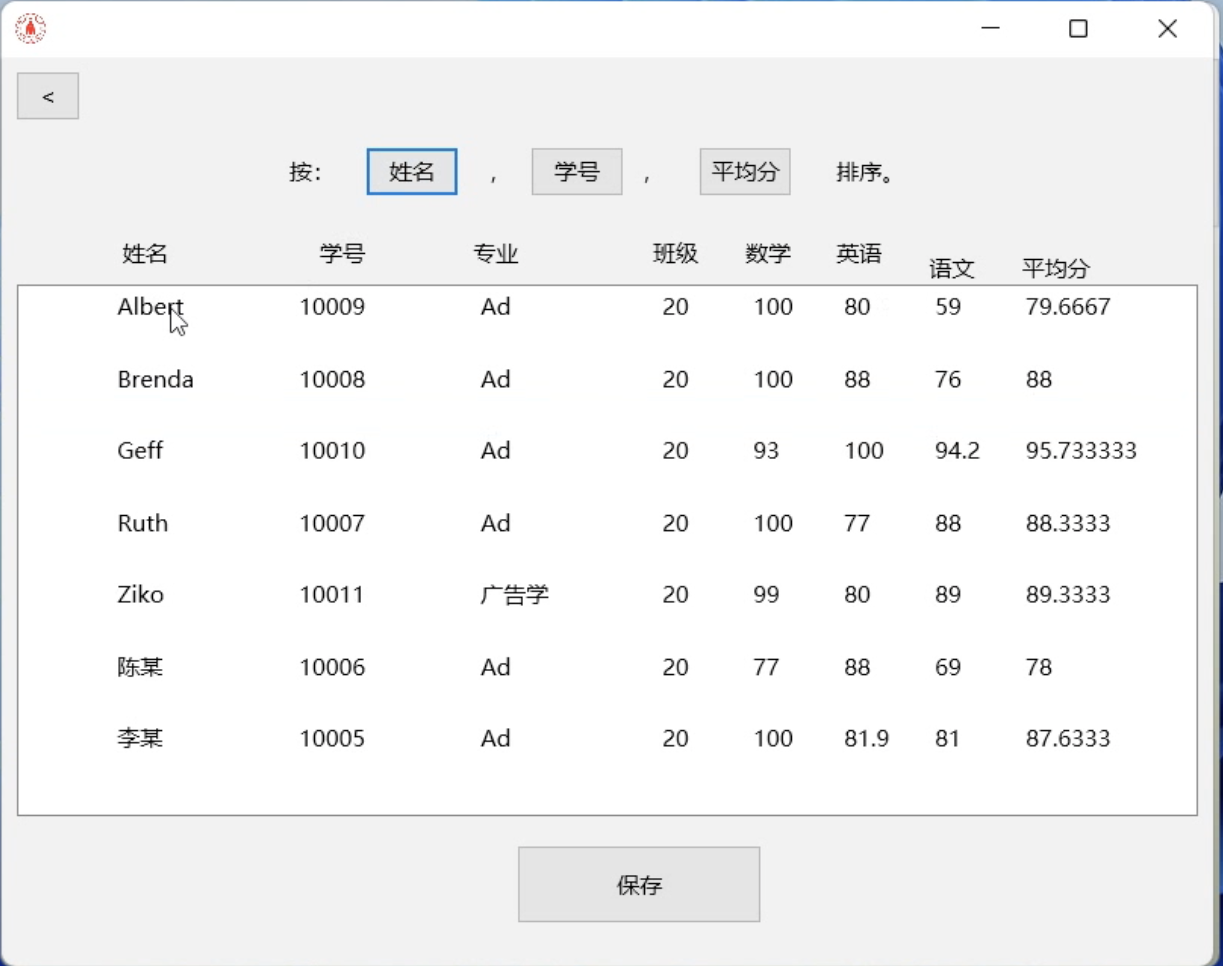 <
按： 姓名 ， 学号 ， 平均分 排序。
姓名 学号 专业 班级 数学 英语 语文 平均分
Albert 10009 Ad 20 100 80 59 79.6667
Brenda 10008 Ad 20 100 88 76 88
Geff 10010 Ad 20 93 100 94.2 95.733333
Ruth 10007 Ad 20 100 77 88 88.3333
Ziko 10011 广告学 20 99 80 89 89.3333
陈某 10006 Ad 20 77 88 69 78
李某 10005 Ad 20 100 81.9 81 87.6333
保存